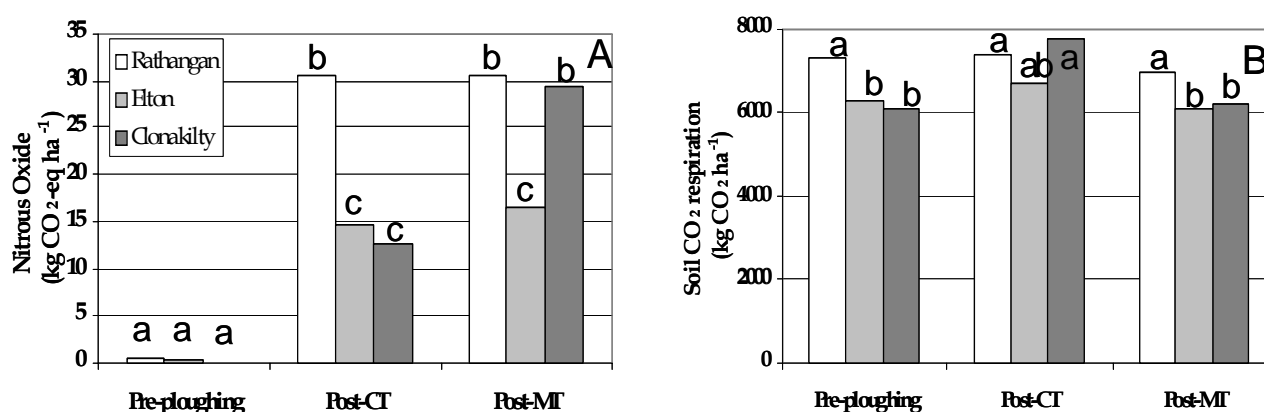 Nitrous Oxide
(kg CO2-eq ha-1)
35
30
25
20
15
10
5
0
Rathangan
Elton
Clonakilty
A
a a a
b c c
b c b
Pre-ploughing Post-CT Post-MT
Soil CO2 respiration
(kg CO2 ha-1)
8000
6000
4000
2000
0
B
a b b
a ab a
a b b
Pre-ploughing Post-CT Post-MT